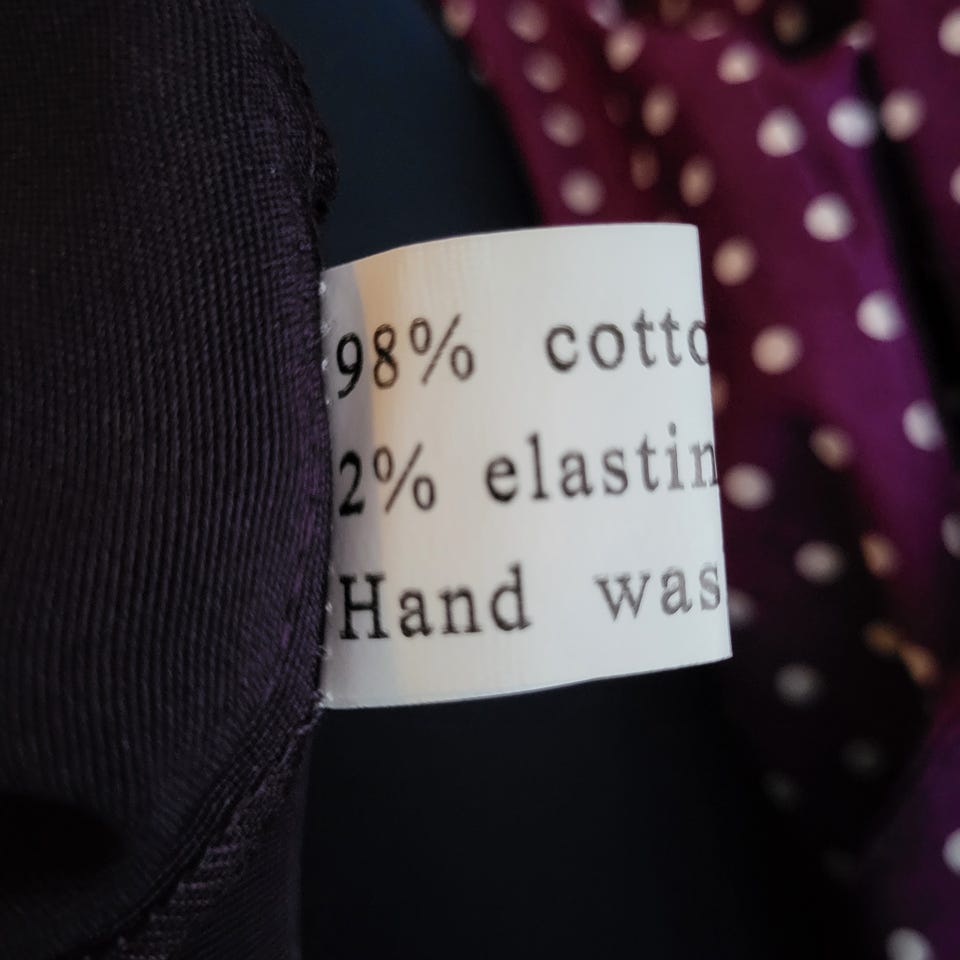 98% cotto
2% elastin
Hand was